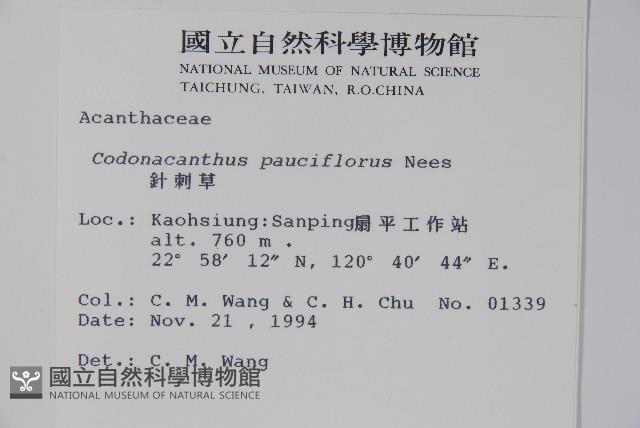 國立自然科學博物館
NATIONAL MUSEUM OF NATURAL SCIENCE
TAICHUNG, TAIWAN, R.O.CHINA
Acanthaceae
Codonacanthus pauciflorus Nees
針刺草
Loc.: Kaohsiung:Sanping扇平工作站
alt. 760 m .
22° 58′ 12″ N, 120° 40′ 44″ E.
Col.: C. M. Wang & C. H. Chu No. 01339
Date: Nov. 21 , 1994
Det.: C. M. Wang
國立自然科學博物館
NATIONAL MUSEUM OF NATURAL SCIENCE